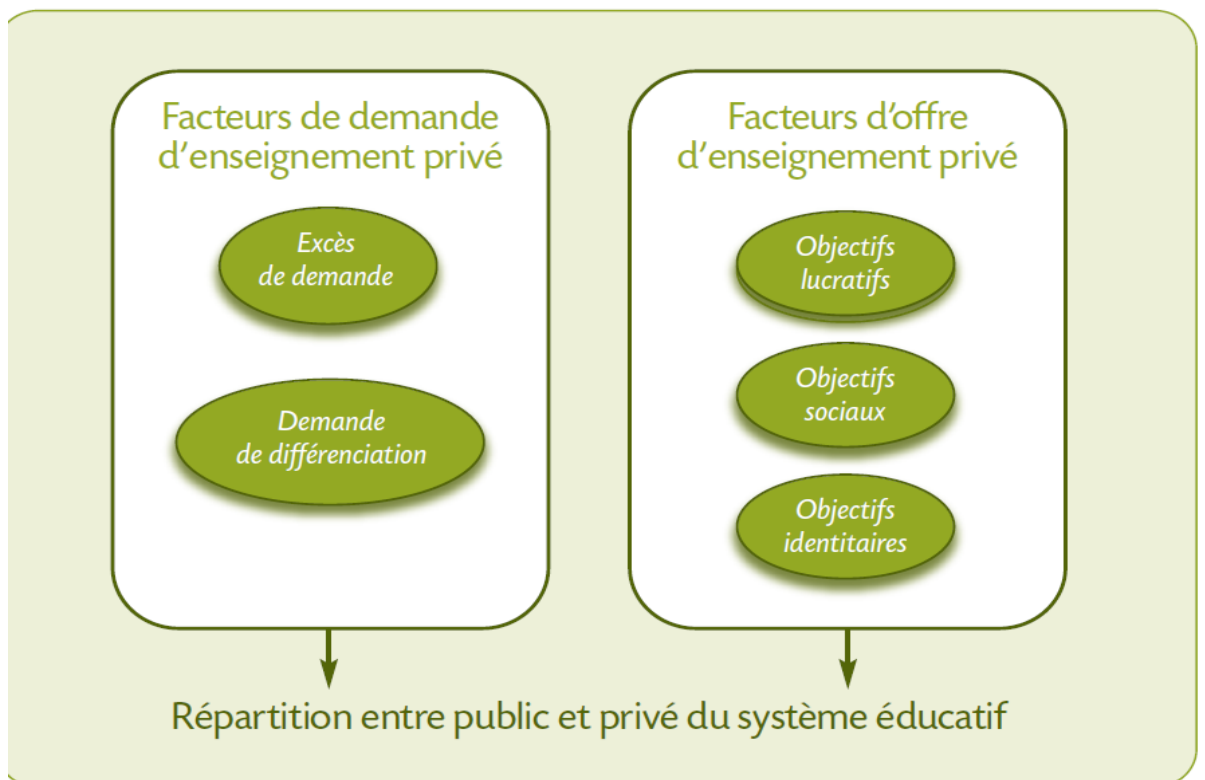 Facteurs de demande
d’enseignement privé
Excès
de demande
Demande
de différenciation
Facteurs d’offre
d’enseignement privé
Objectifs
lucratifs
Objectifs
sociaux
Objectifs
identitaires
Répartition entre public et privé du système éducatif